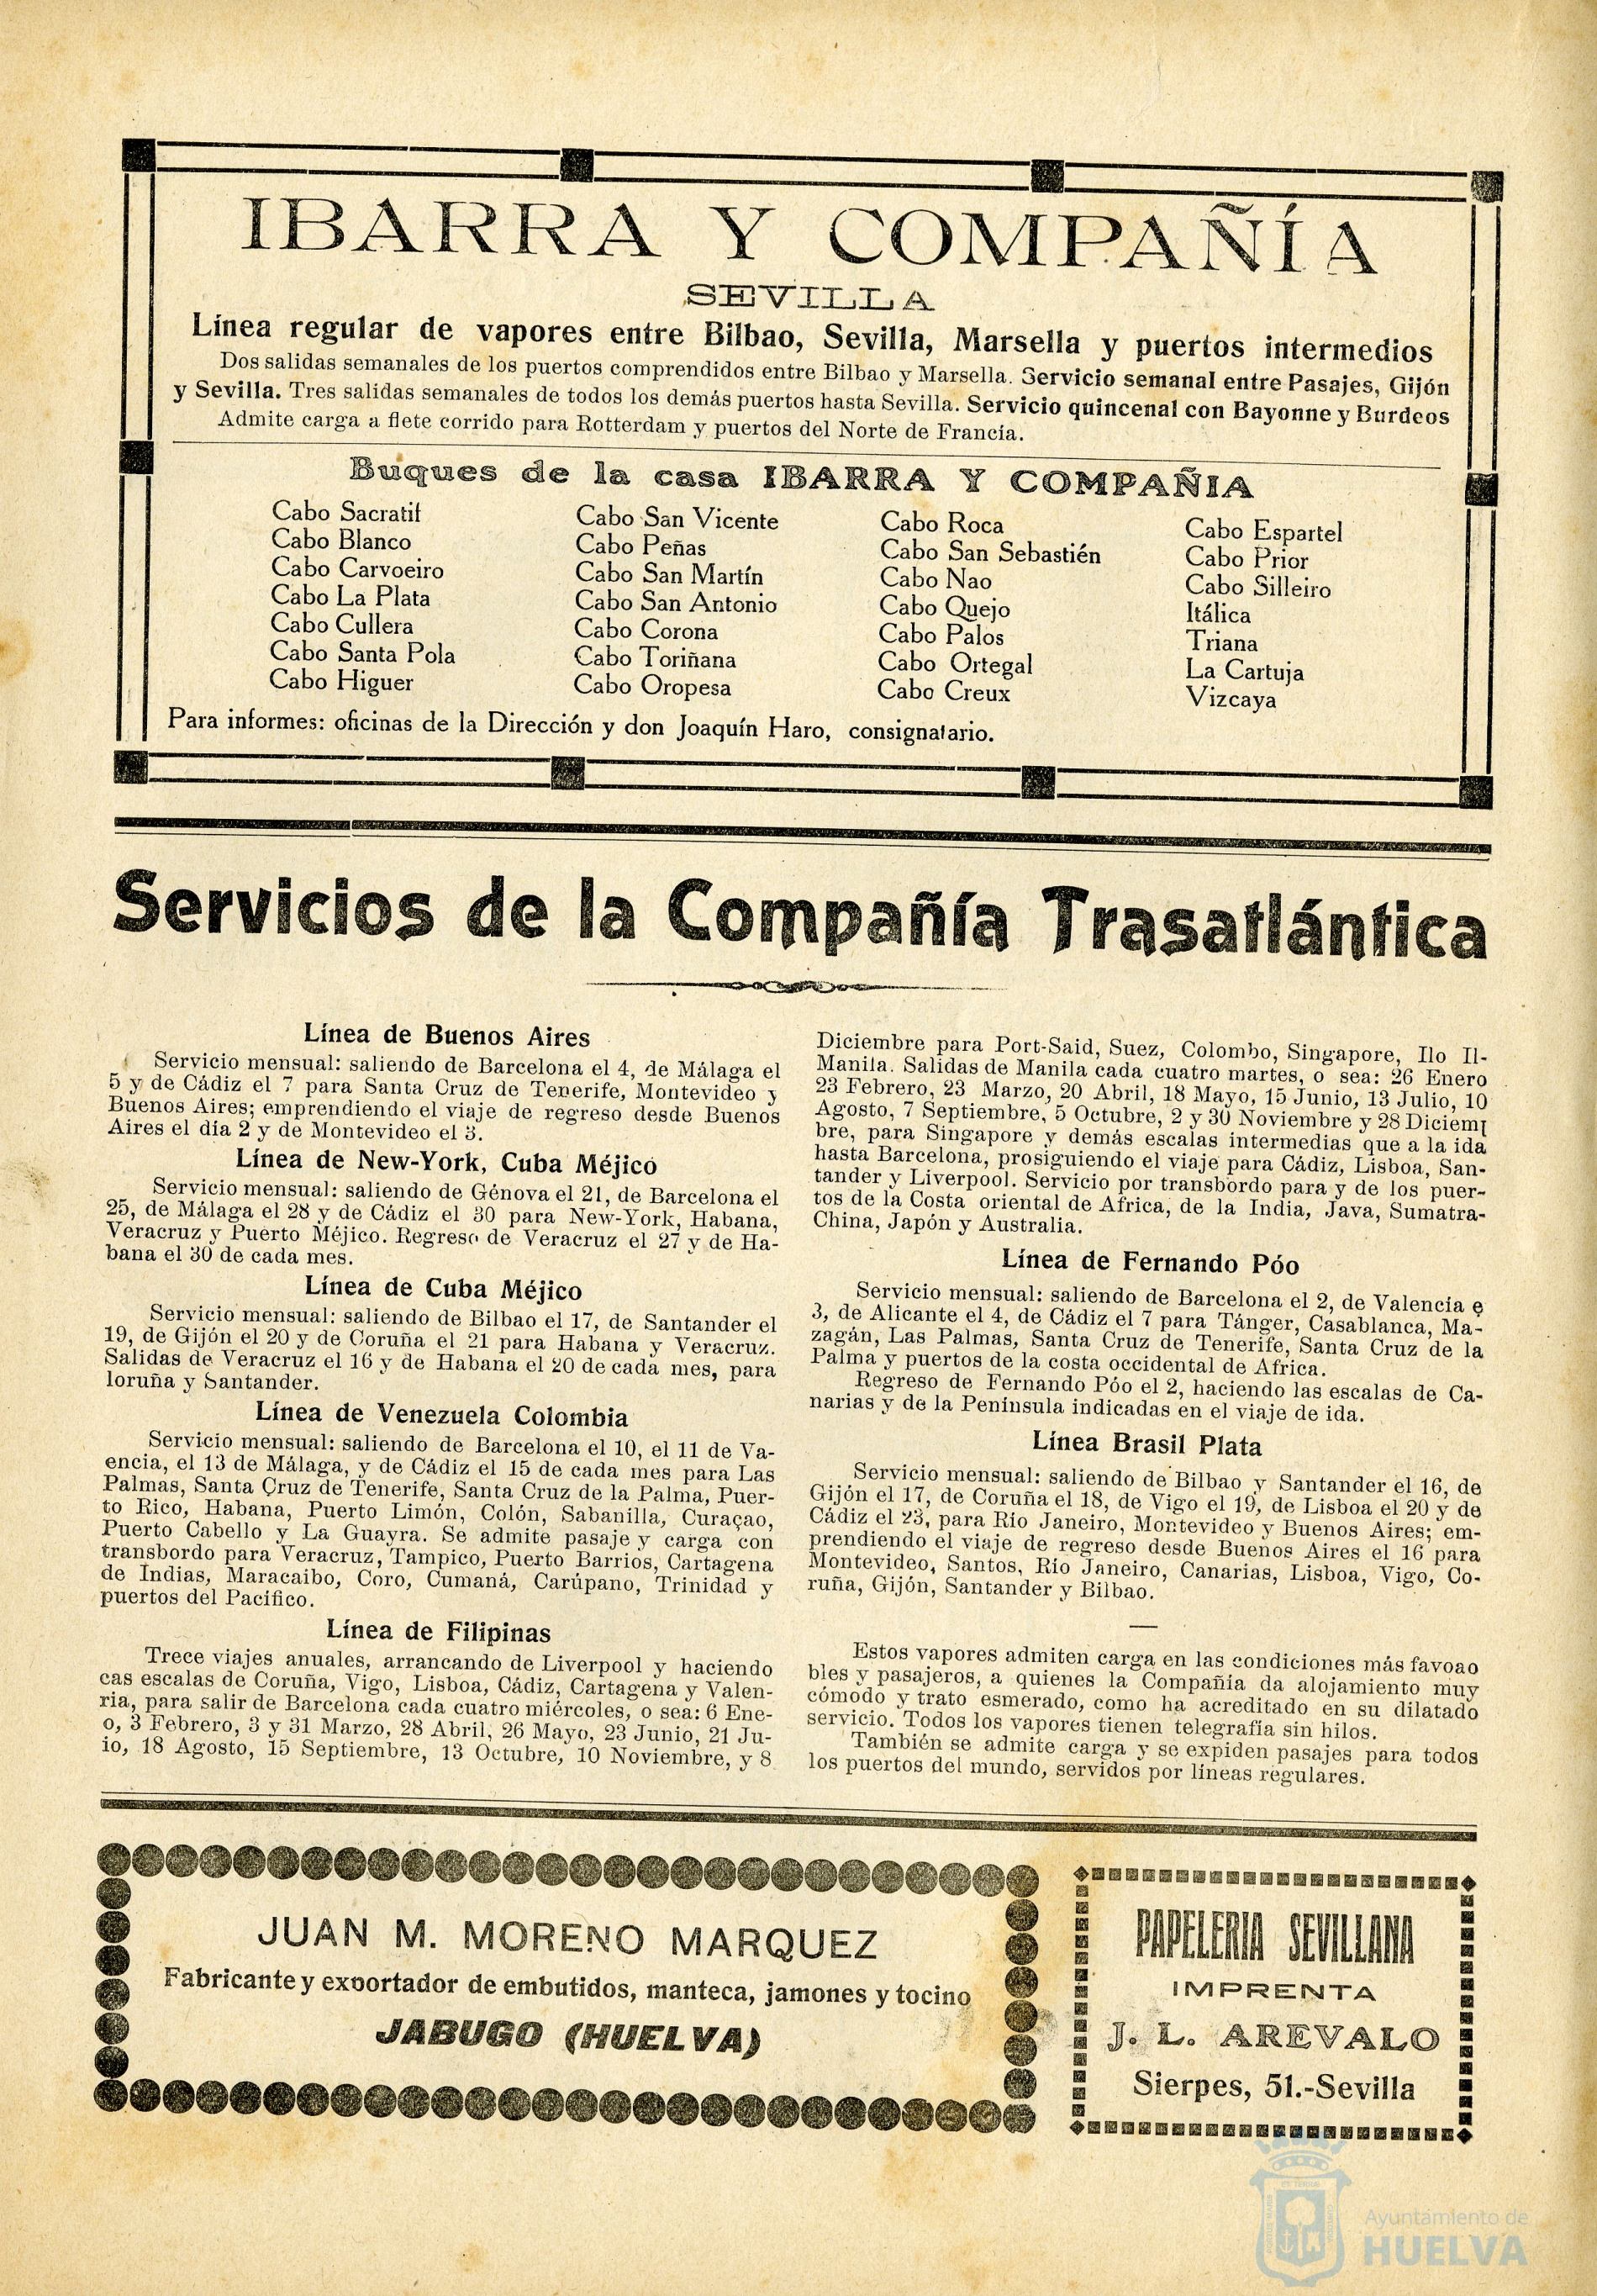 IBARRA Y COMPAÑÍA
SEVILLA
Línea regular de vapores entre Bilbao, Sevilla, Marsella y puertos intermedios
Dos salidas semanales de los puertos comprendidos entre Bilbao y Marsella. Servicio semanal entre Pasajes, Gijón
y Sevilla. Tres salidas semanales de todos los demás puertos hasta Sevilla. Servicio quincenal con Bayonne y Burdeos
Admite carga a flete corrido para Rotterdam y puertos del Norte de Francia.
Buques de la casa IBARRA Y COMPAÑIA
Cabo Sacratif
Cabo Blanco
Cabo Carvoeiro
Cabo La Plata
Cabo Cullera
Cabo Santa Pola
Cabo Higuer
Cabo San Vicente
Cabo Peñas
Cabo San Martín
Cabo San Antonio
Cabo Corona
Cabo Toriñana
Cabo Oropesa
Cabo Roca
Cabo San Sebastién
Cabo Nao
Cabo Quejo
Cabo Palos
Cabo Ortegal
Cabo Creux
Cabo Espartel
Cabo Prior
Cabo Silleiro
Itálica
Triana
La Cartuja
Vizcaya
Para informes: oficinas de la Dirección y don Joaquín Haro, consignatario.
Servicios de la Compañía Trasatlántica
Línea de Buenos Aires
Servicio mensual: saliendo de Barcelona el 4, de Málaga el
5 y de Cádiz el 7 para Santa Cruz de Tenerife, Montevideo y
Buenos Aires; emprendiendo el viaje de regreso desde Buenos
Aires el día 2 y de Montevideo el 3.
Línea de New-York, Cuba Méjico
Servicio mensual: saliendo de Génova el 21, de Barcelona el
25, de Málaga el 28 y de Cádiz el 30 para New-York, Habana,
Veracruz y Puerto Méjico. Regreso de Veracruz el 27 y de Ha-
bana el 30 de cada mes.
Línea de Cuba Méjico
Servicio mensual: saliendo de Bilbao el 17, de Santander el
19, de Gijón el 20 y de Coruña el 21 para Habana y Veracruz.
Salidas de Veracruz el 16 y de Habana el 20 de cada mes, para
loruña y Santander.
Línea de Venezuela Colombia
Servicio mensual: saliendo de Barcelona el 10, el 11 de Va-
encia, el 13 de Málaga, y de Cádiz el 15 de cada mes para Las
Palmas, Santa Cruz de Tenerife, Santa Cruz de la Palma, Puer-
to Rico, Habana, Puerto Limón, Colón, Sabanilla, Curaçao,
Puerto Cabello y La Guayra. Se admite pasaje y carga con
transbordo para Veracruz, Tampico, Puerto Barrios, Cartagena
de Indias, Maracaibo, Coro, Cumaná, Carúpano, Trinidad y
puertos del Pacífico.
Línea de Filipinas
Trece viajes anuales, arrancando de Liverpool y haciendo
cas escalas de Coruña, Vigo, Lisboa, Cádiz, Cartagena y Valen-
ria, para salir de Barcelona cada cuatro miércoles, o sea: 6 Ene-
o, 3 Febrero, 3 y 31 Marzo, 28 Abril, 26 Mayo, 23 Junio, 21 Ju-
io, 18 Agosto, 15 Septiembre, 13 Octubre, 10 Noviembre, y 8
Diciembre para Port-Said, Suez, Colombo, Singapore, Ilo Il-
Manila. Salidas de Manila cada cuatro martes, o sea: 26 Enero
23 Febrero, 23 Marzo, 20 Abril, 18 Mayo, 15 Junio, 13 Julio, 10
Agosto, 7 Septiembre, 5 Octubre, 2 y 30 Noviembre y 28 Diciem
bre, para Singapore y demás escalas intermedias que a la ida
hasta Barcelona, prosiguiendo el viaje para Cádiz, Lisboa, San-
tander y Liverpool. Servicio por transbordo para y de los puer-
tos de la Costa oriental de Africa, de la India, Java, Sumatra-
China, Japón y Australia.
Línea de Fernando Póo
Servicio mensual: saliendo de Barcelona el 2, de Valencia e
3, de Alicante el 4, de Cádiz el 7 para Tánger, Casablanca, Ma-
zagán, Las Palmas, Santa Cruz de Tenerife, Santa Cruz de la
Palma y puertos de la costa occidental de Africa.
Regreso de Fernando Póo el 2, haciendo las escalas de Ca-
narias y de la Península indicadas en el viaje de ida.
Línea Brasil Plata
Servicio mensual: saliendo de Bilbao y Santander el 16, de
Gijón el 17, de Coruña el 18, de Vigo el 19, de Lisboa el 20 y de
Cádiz el 23, para Río Janeiro, Montevideo y Buenos Aires; em-
prendiendo el viaje de regreso desde Buenos Aires el 16 para
Montevideo, Santos, Río Janeiro, Canarias, Lisboa, Vigo, Co-
ruña, Gijón, Santander y Bilbao.
Estos vapores admiten carga en las condiciones más favoao
bles y pasajeros, a quienes la Compañía da alojamiento muy
cómodo y trato esmerado, como ha acreditado en su dilatado
servicio. Todos los vapores tienen telegrafía sin hilos.
También se admite carga y se expiden pasajes para todos
los puertos del mundo, servidos por líneas regulares.
JUAN M. MORENO MARQUEZ
Fabricante y exportador de embutidos, manteca, jamones y tocino
JABUGO (HUELVA)
PAPELERIA SEVILLANA
IMPRENTA
J. L. AREVALO
Sierpes, 51.-Sevilla
Ayuntamiento de
HUELVA